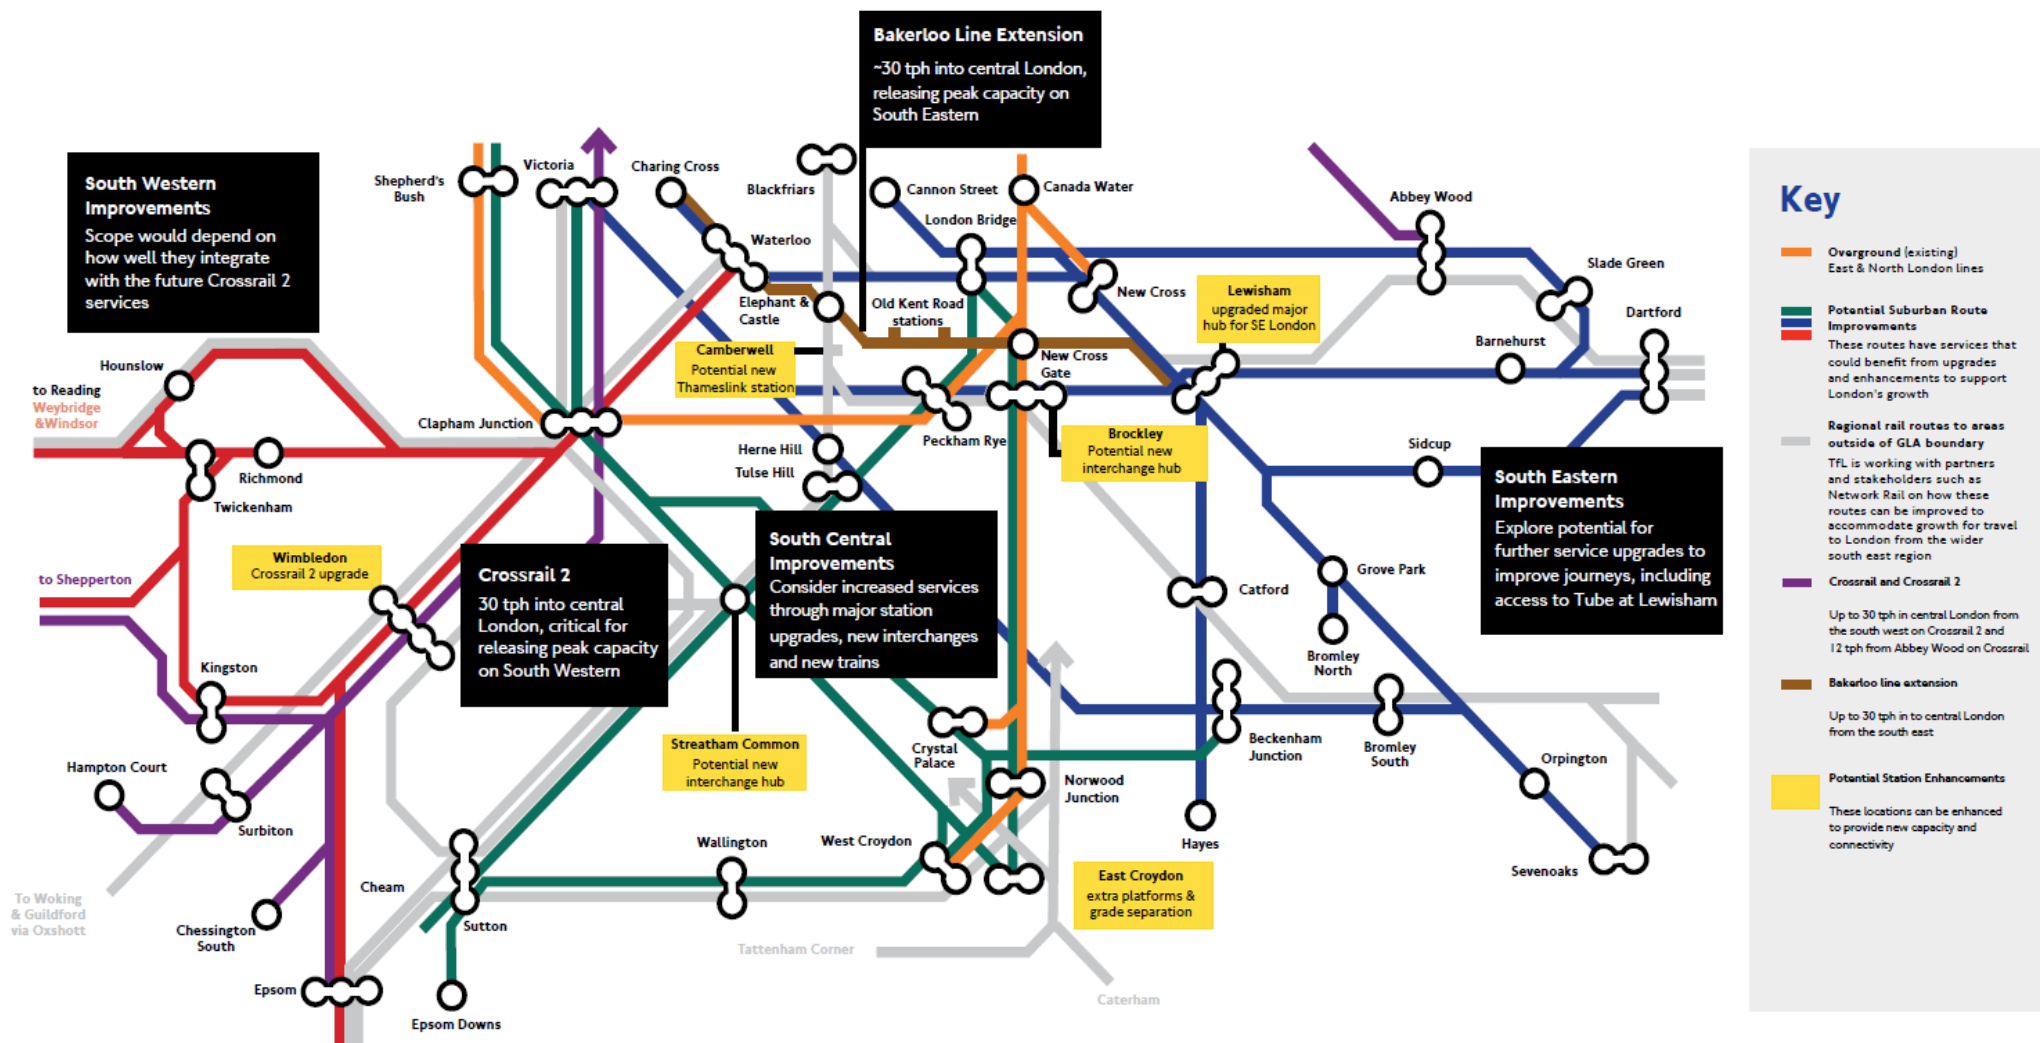 Bakerloo Line Extension
~30 tph into central London,
releasing peak capacity on
South Eastern
South Western
Improvements
Scope would depend on
how well they integrate
with the future Crossrail 2
services
Shepherd's
Bush
Victoria
Charing Cross
Blackfriars
Cannon Street
Canada Water
London Bridge
Abbey Wood
Waterloo
Slade Green
New Cross
Elephant &
Castle
Old Kent Road
stations
Lewisham
upgraded major
hub for SE London
Dartford
Barnehurst
Camberwell
Potential new
Thameslink station
New Cross
Gate
Hounslow
to Reading
Weybridge
&Windsor
Clapham Junction
Peckham Rye
Brockley
Potential new
interchange hub
Sidcup
Herne Hill
Tulse Hill
Richmond
Twickenham
South Eastern
Improvements
Explore potential for
further service upgrades to
improve journeys, including
access to Tube at Lewisham
Wimbledon
Crossrail 2 upgrade
to Shepperton
Crossrail 2
30 tph into central
London, critical for
releasing peak capacity
on South Western
South Central
Improvements
Consider increased services
through major station
upgrades, new interchanges
and new trains
Catford
Grove Park
Bromley
North
Kingston
Streatham Common
Potential new
interchange hub
Crystal
Palace
Beckenham
Junction
Bromley
South
Orpington
Hampton Court
Surbiton
Norwood
Junction
Wallington
West Croydon
Hayes
Sevenoaks
Cheam
East Croydon
extra platforms &
grade separation
To Woking
& Guildford
via Oxshott
Chessington
South
Sutton
Tattenham Corner
Epsom
Epsom Downs
Caterham
Key
Overground (existing)
East & North London lines
Potential Suburban Route
Improvements
These routes have services that
could benefit from upgrades
and enhancements to support
London's growth
Regional rail routes to areas
outside of GLA boundary
TfL is working with partners
and stakeholders such as
Network Rail on how these
routes can be improved to
accommodate growth for travel
to London from the wider
south east region
Crossrail and Crossrail 2
Up to 30 tph in central London from
the south west on Crossrail 2 and
12 tph from Abbey Wood on Crossrail
Bakerloo line extension
Up to 30 tph in to central London
from the south east
Potential Station Enhancements
These locations can be enhanced
to provide new capacity and
connectivity